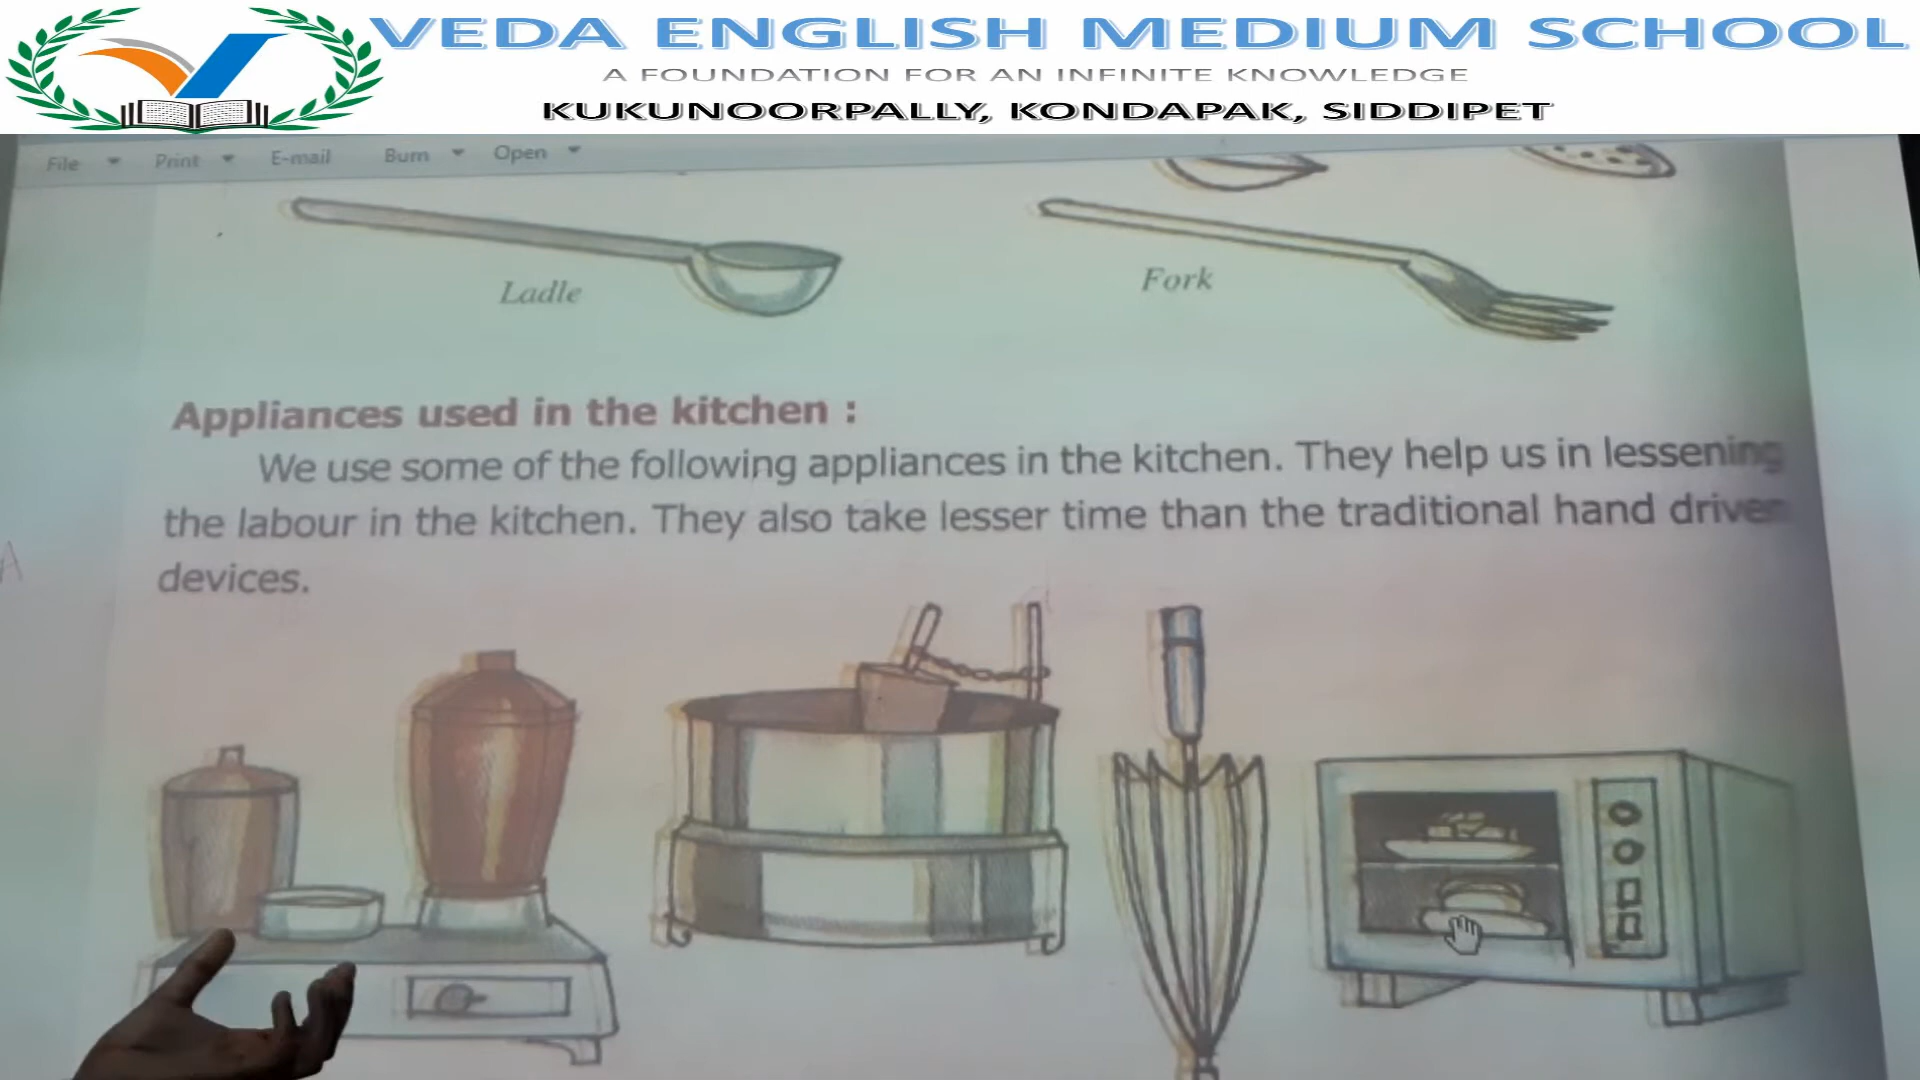 VEDA ENGLISH MEDIUM SCHOOL
A FOUNDATION FOR AN INFINITE KNOWLEDGE
KUKUNOORPALLY, KONDAPAK, SIDDIPET
File Print E-mail Burn Open
Ladle
Fork
Appliances used in the kitchen :
We use some of the following appliances in the kitchen. They help us in lessening
the labour in the kitchen. They also take lesser time than the traditional hand driven
devices.